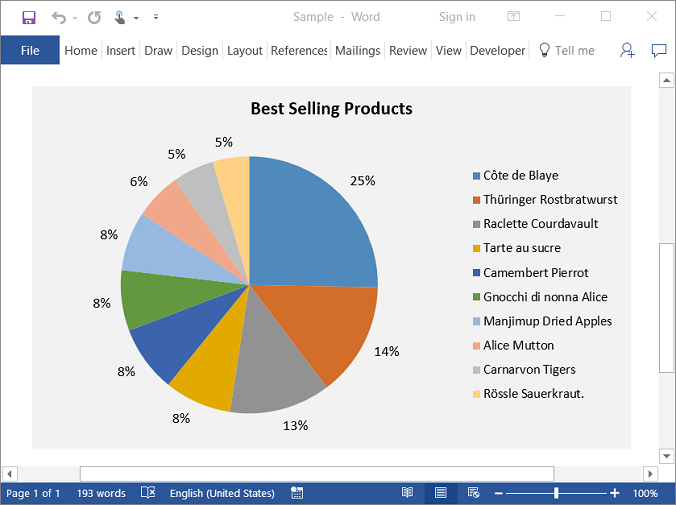 Sample - Word Sign in
File Home Insert Draw Design Layout References Mailings Review View Developer Tell me
Best Selling Products
25%
14%
13%
8%
8%
8%
8%
6%
5%
5%
Côte de Blaye
Thüringer Rostbratwurst
Raclette Courdavault
Tarte au sucre
Camembert Pierrot
Gnocchi di nonna Alice
Manjimup Dried Apples
Alice Mutton
Carnarvon Tigers
Rössle Sauerkraut.
Page 1 of 1 193 words English (United States) 100%